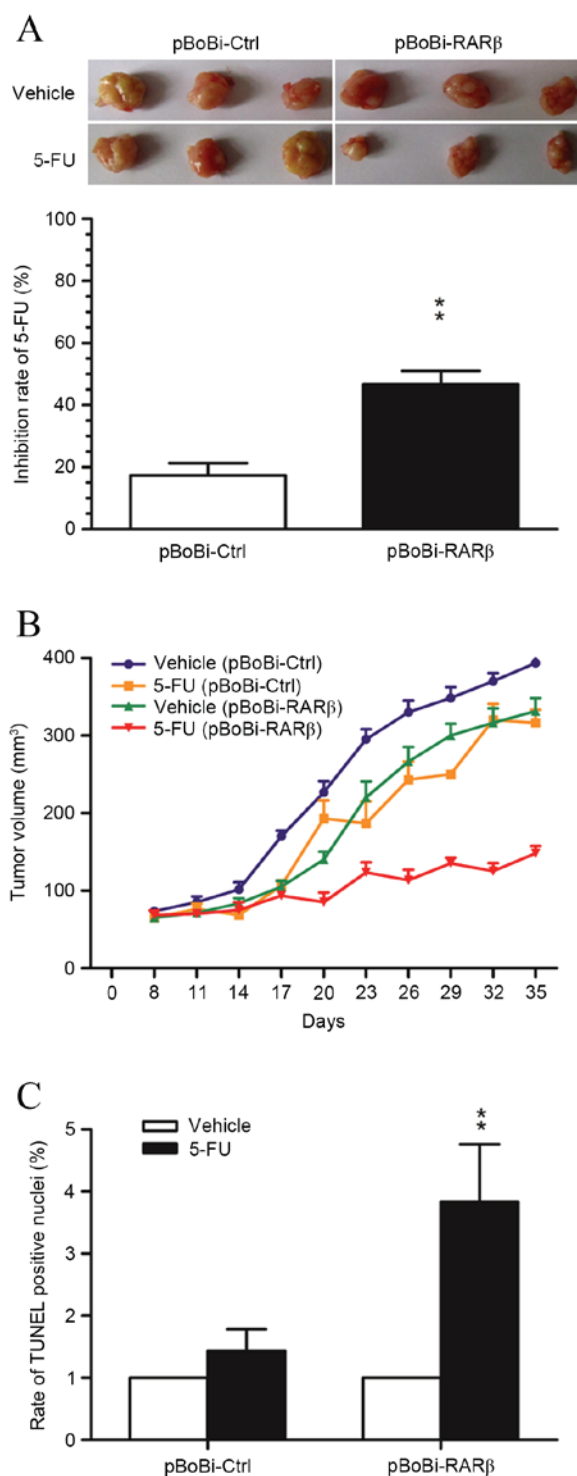 A
pBoBi-Ctrl pBoBi-RARβ
Vehicle
5-FU
Inhibition rate of 5-FU (%)
100
80
60
40
20
0
**
pBoBi-Ctrl pBoBi-RARβ
B
Tumor volume (mm³)
400
300
200
100
0
Vehicle (pBoBi-Ctrl)
5-FU (pBoBi-Ctrl)
Vehicle (pBoBi-RARβ)
5-FU (pBoBi-RARβ)
0 8 11 14 17 20 23 26 29 32 35
Days
C
Rate of TUNEL positive nuclei (%)
5
4
3
2
1
0
Vehicle
5-FU
**
pBoBi-Ctrl pBoBi-RARβ